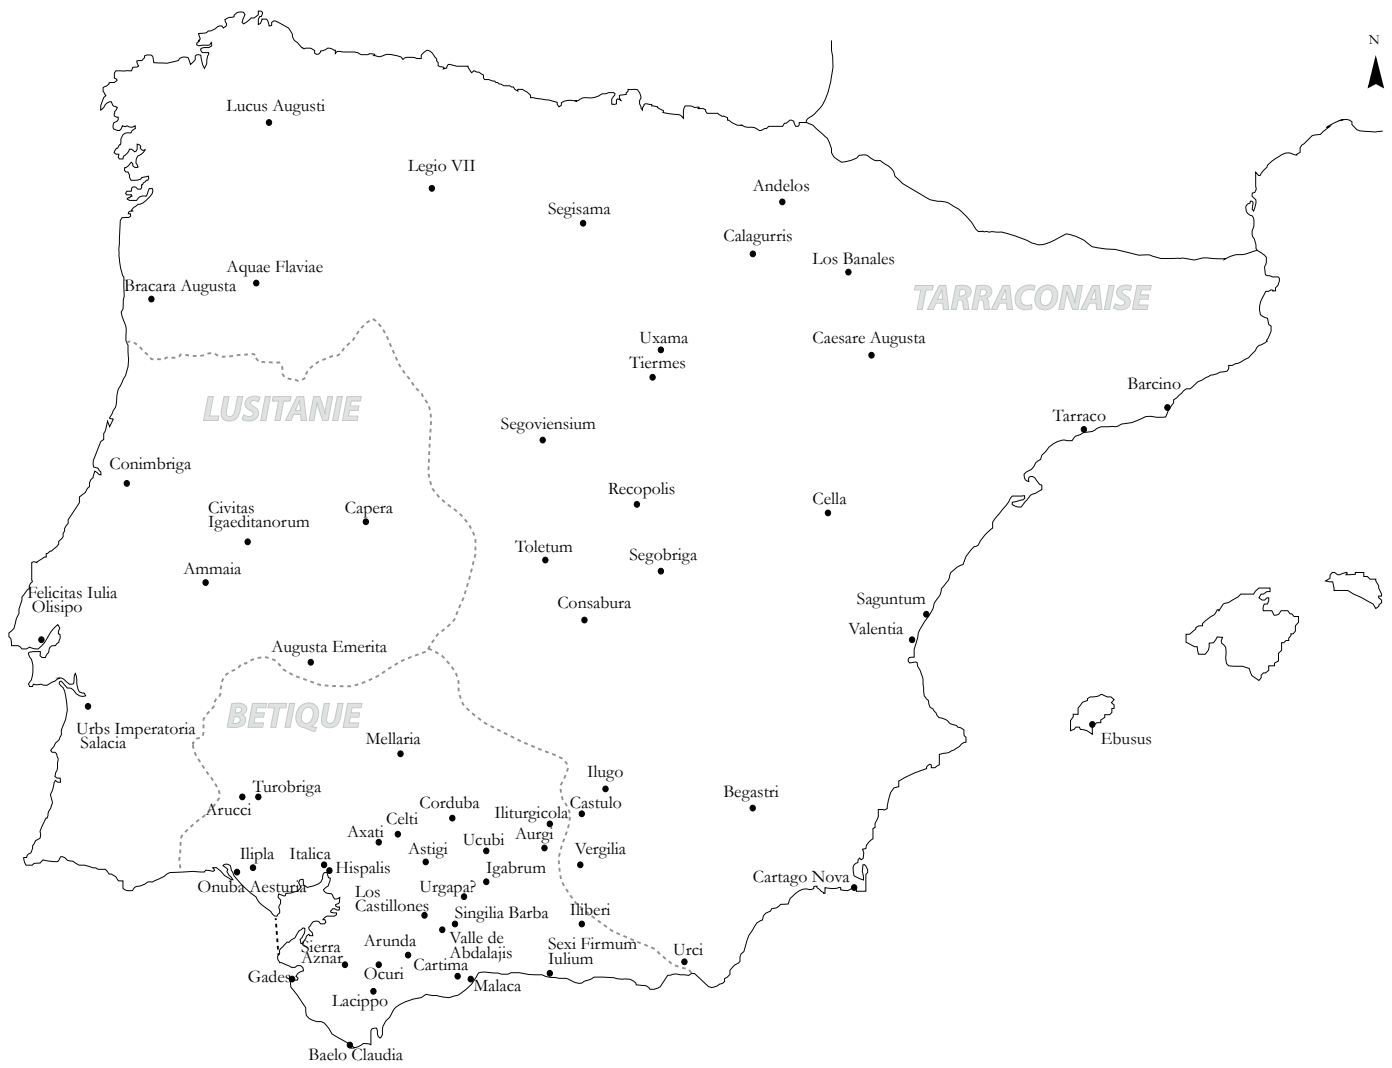 N
Lucus Augusti
Legio VII
Andelos
Segisama
Calagurris
Los Banales
Aquae Flaviae
Bracara Augusta
TARRACONAISE
Uxama
Caesare Augusta
Tiermes
Barcino
LUSITANIE
Tarraco
Segoviensium
Conimbriga
Recopolis
Cella
Civitas
Igaeditanorum
Capera
Toletum
Segobriga
Ammaia
Felicitas Iulia
Olisipo
Consabura
Saguntum
Valentia
Augusta Emerita
BETIQUE
Urbs Imperatoria
Salacia
Mellaria
Ebusus
Ilugo
Turobriga
Begastri
Arucci
Corduba
Castulo
Iliturgicola
Celti
Axati
Aurgi
Ucubi
Astigi
Vergilia
Ilipla
Italica
Hispalis
Igabrum
Cartago Nova
Onuba Aesturia
Urgapa?
Los
Castillones
Singilia Barba
Iliberi
Valle de
Abdalajis
Sierra
Aznar
Arunda
Sexi Firmum
Iulium
Urci
Cartima
Ocuri
Gades
Malaca
Lacippo
Baelo Claudia